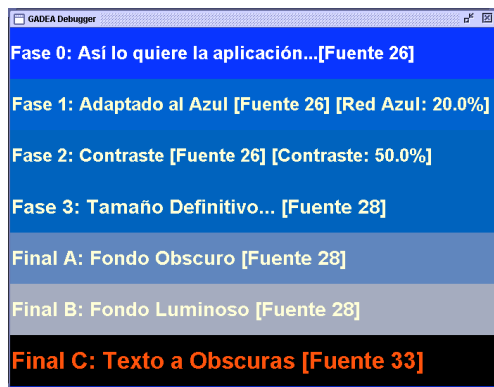 GADEA Debugger
Fase 0: Así lo quiere la aplicación...[Fuente 26]
Fase 1: Adaptado al Azul [Fuente 26] [Red Azul: 20.0%]
Fase 2: Contraste [Fuente 26] [Contraste: 50.0%]
Fase 3: Tamaño Definitivo... [Fuente 28]
Final A: Fondo Obscuro [Fuente 28]
Final B: Fondo Luminoso [Fuente 28]
Final C: Texto a Obscuras [Fuente 33]